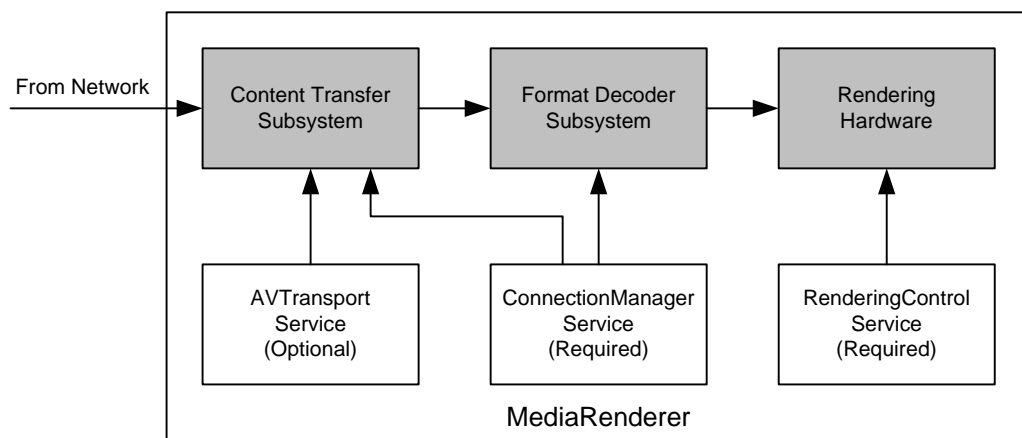 From Network
Content Transfer
Subsystem
Format Decoder
Subsystem
Rendering
Hardware
AVTransport
Service
(Optional)
ConnectionManager
Service
(Required)
RenderingControl
Service
(Required)
MediaRenderer